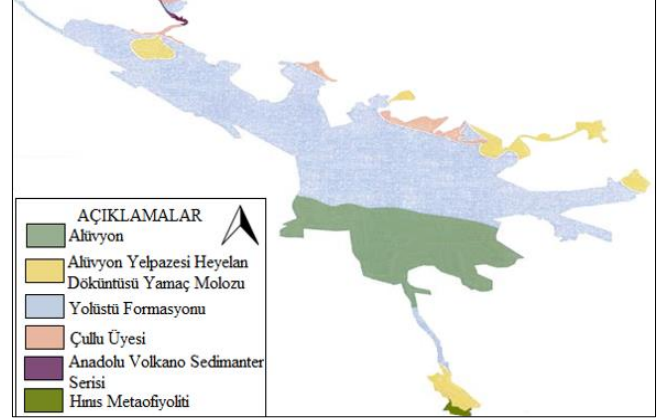 AÇIKLAMALAR
Alüvyon
Alüvyon Yelpazesi Heyelan
Döküntüsü Yamaç Molozu
Yolüstü Formasyonu
Çullu Üyesi
Anadolu Volkano Sedimanter
Serisi
Hınıs Metaofiyoliti